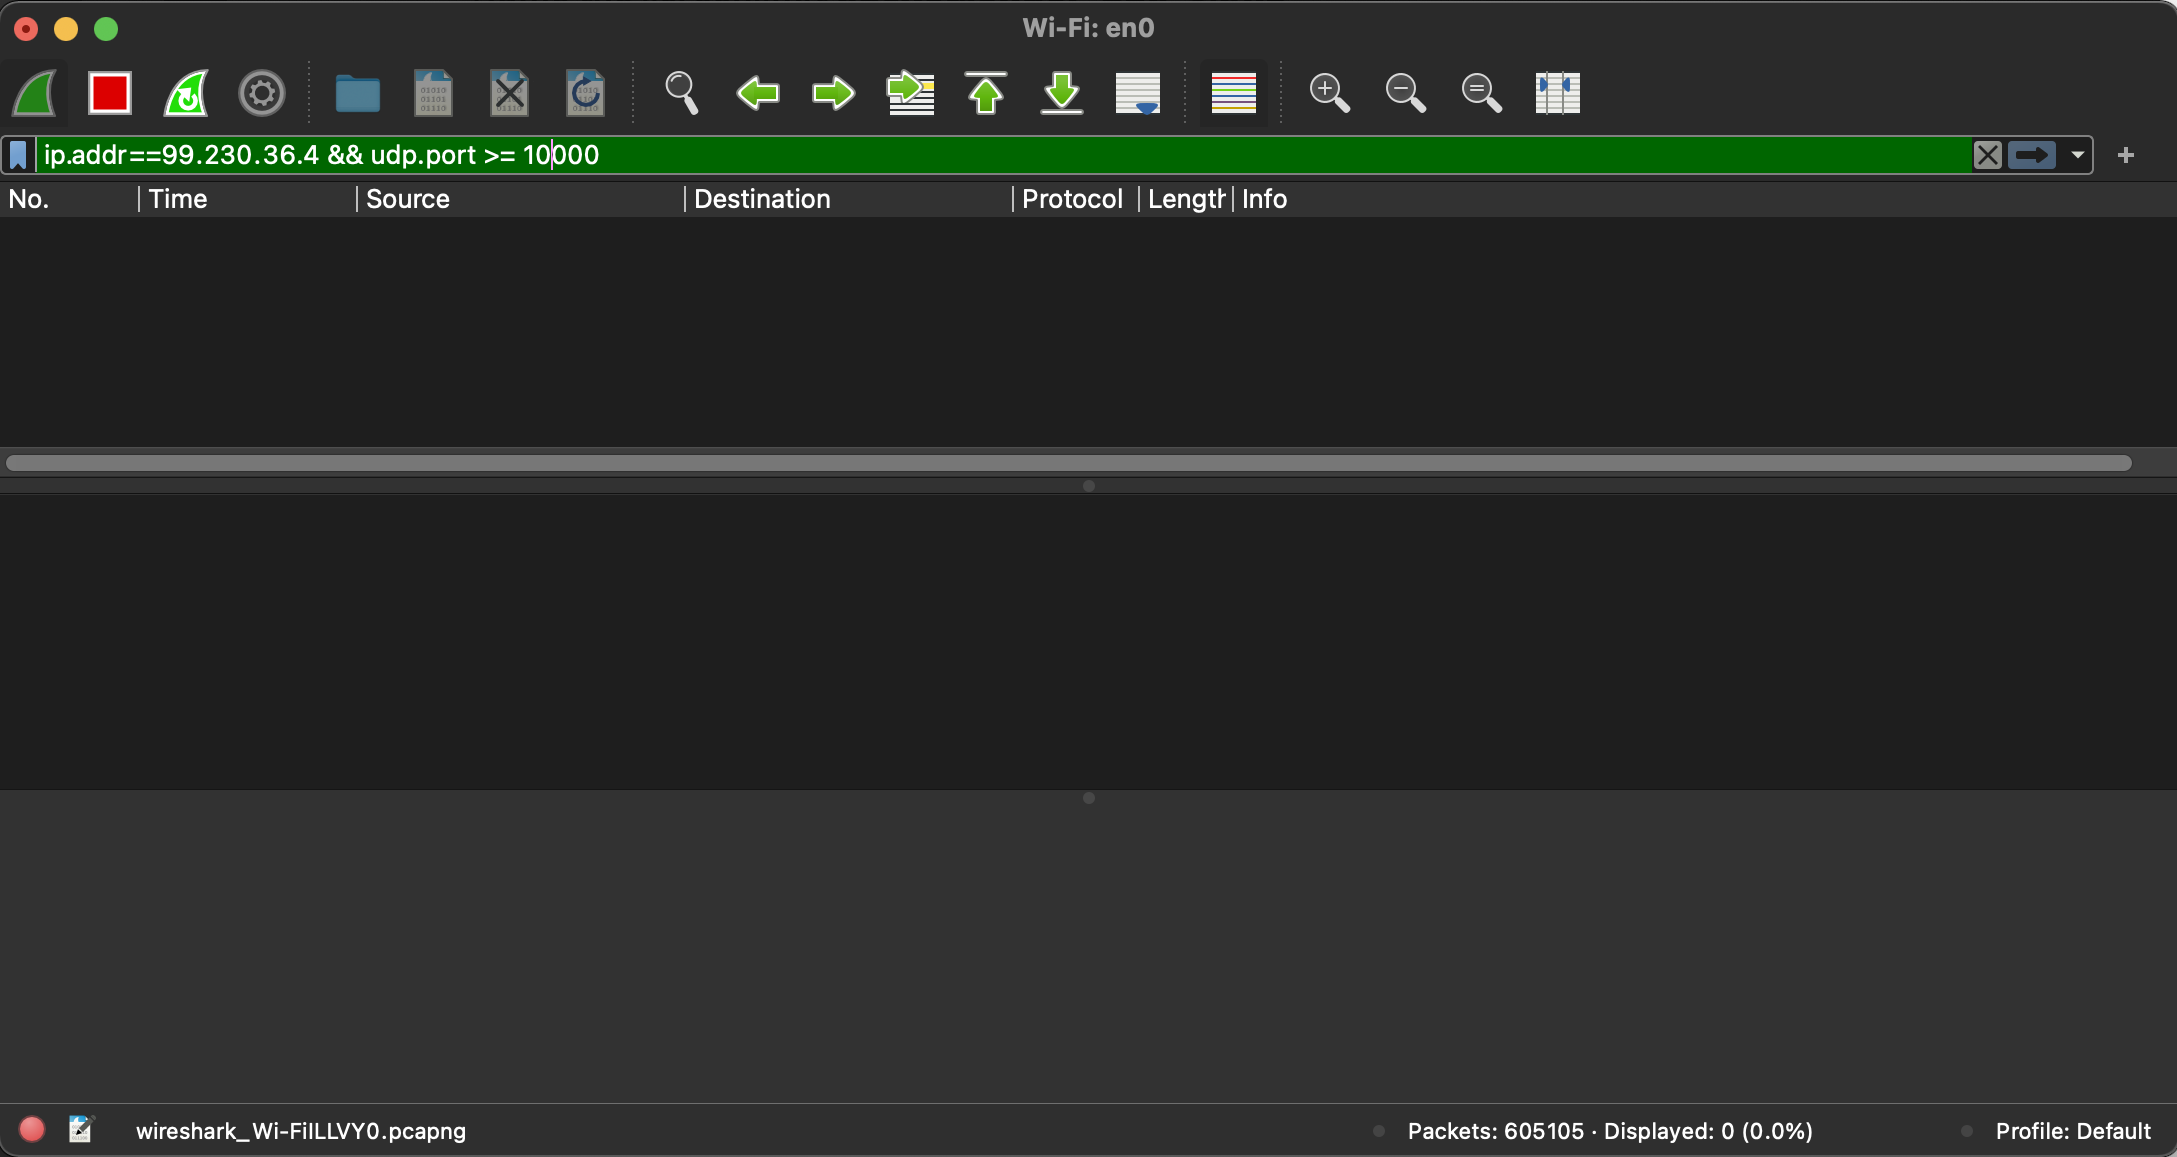 Wi-Fi: en0
ip.addr==99.230.36.4 && udp.port >= 10000
No. Time Source Destination Protocol Length Info
wireshark_Wi-FiILLVY0.pcapng Packets: 605105 · Displayed: 0 (0.0%) Profile: Default